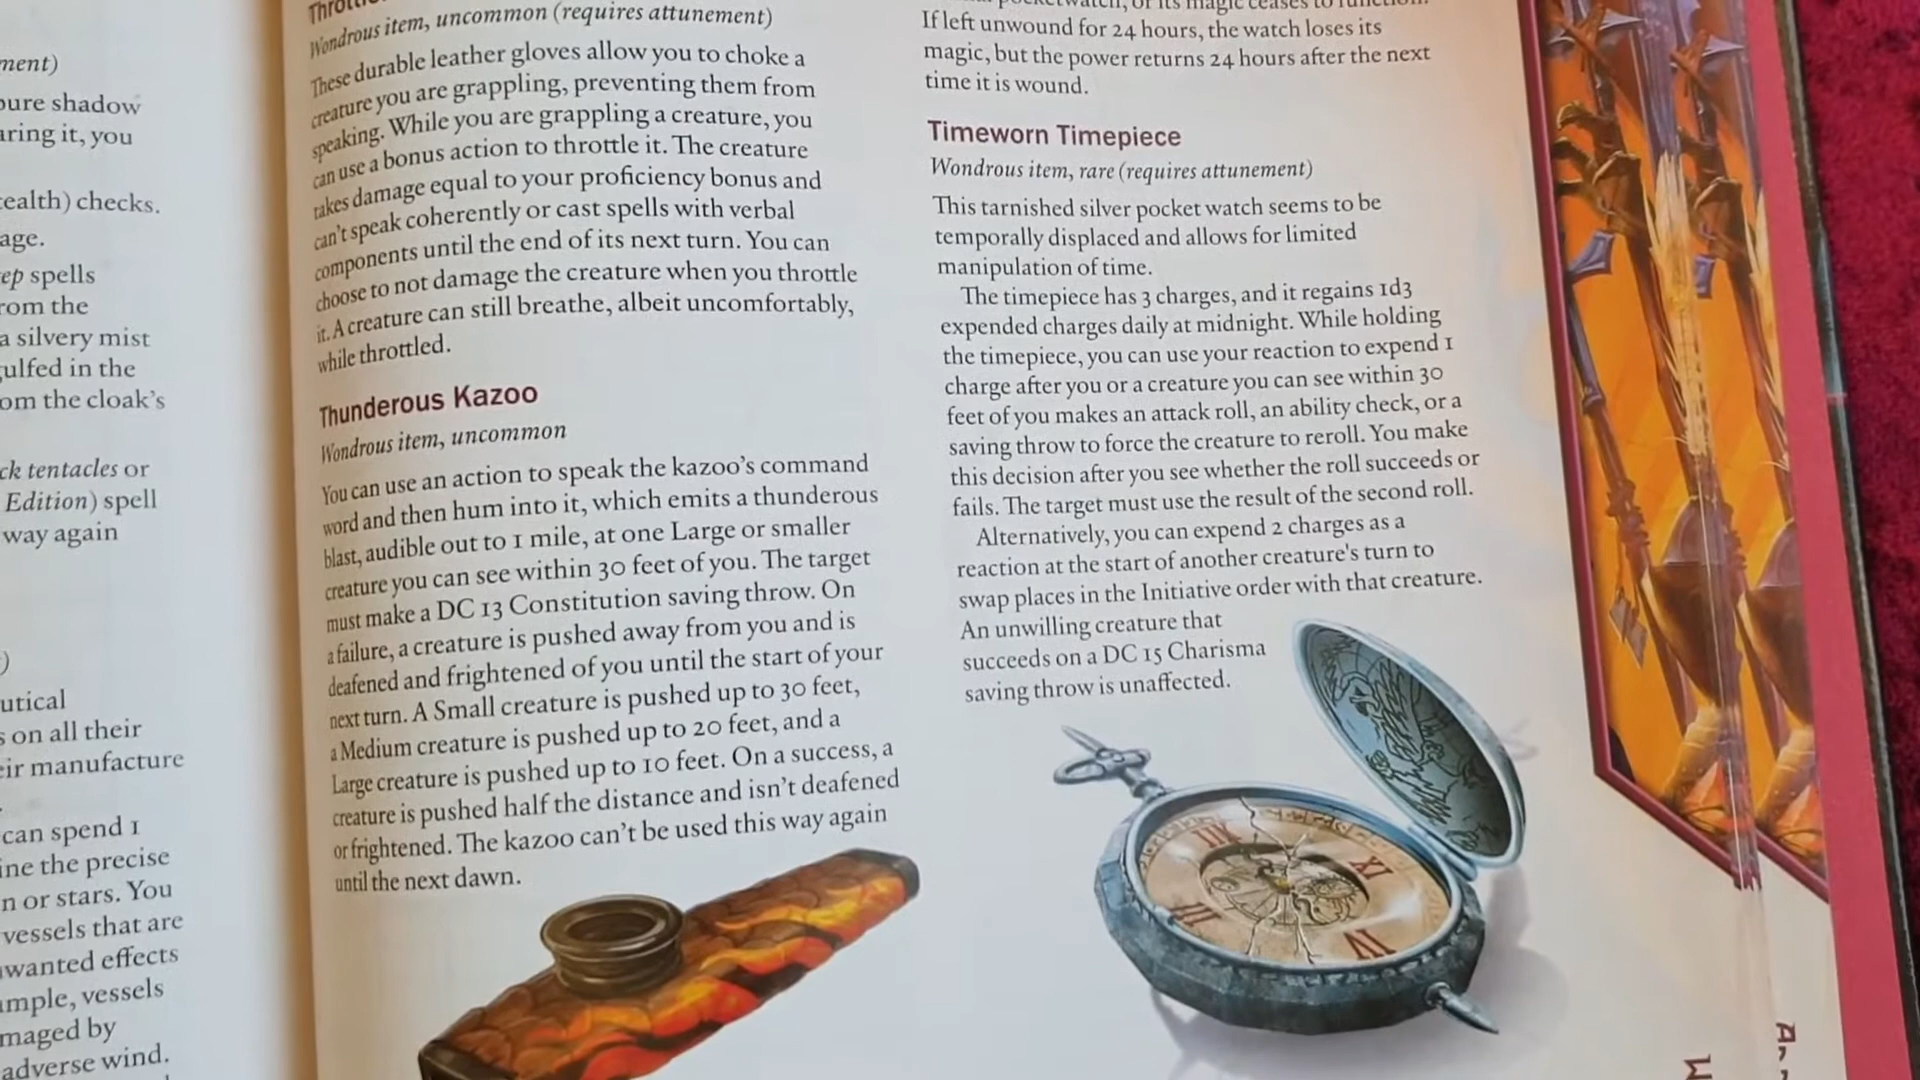 ment)
pure shadow
aring it, you
tealth) checks.
age.
ep spells
rom the
a silvery mist
gulfed in the
om the cloak's
ck tentacles or
Edition) spell
way again
)
utical
s on all their
eir manufacture
can spend 1
ine the precise
n or stars. You
vessels that are
wanted effects
ample, vessels
maged by
adverse wind.
Wondrous item, uncommon (requires attunement)
These durable leather gloves allow you to choke a
creature you are grappling, preventing them from
speaking. While you are grappling a creature, you
can use a bonus action to throttle it. The creature
takes damage equal to your proficiency bonus and
can't speak coherently or cast spells with verbal
components until the end of its next turn. You can
choose to not damage the creature when you throttle
it. A creature can still breathe, albeit uncomfortably,
while throttled.
Thunderous Kazoo
Wondrous item, uncommon
You can use an action to speak the kazoo's command
word and then hum into it, which emits a thunderous
blast, audible out to 1 mile, at one Large or smaller
creature you can see within 30 feet of you. The target
must make a DC 13 Constitution saving throw. On
a failure, a creature is pushed away from you and is
deafened and frightened of you until the start of your
next turn. A Small creature is pushed up to 30 feet,
a Medium creature is pushed up to 20 feet, and a
Large creature is pushed up to 10 feet. On a success, a
creature is pushed half the distance and isn't deafened
or frightened. The kazoo can't be used this way again
until the next dawn.
pocketwatch, or its magic ceases to function.
If left unwound for 24 hours, the watch loses its
magic, but the power returns 24 hours after the next
time it is wound.
Timeworn Timepiece
Wondrous item, rare (requires attunement)
This tarnished silver pocket watch seems to be
temporally displaced and allows for limited
manipulation of time.
The timepiece has 3 charges, and it regains 1d3
expended charges daily at midnight. While holding
the timepiece, you can use your reaction to expend 1
charge after you or a creature you can see within 30
feet of you makes an attack roll, an ability check, or a
saving throw to force the creature to reroll. You make
this decision after you see whether the roll succeeds or
fails. The target must use the result of the second roll.
Alternatively, you can expend 2 charges as a
reaction at the start of another creature's turn to
swap places in the Initiative order with that creature.
An unwilling creature that
succeeds on a DC 15 Charisma
saving throw is unaffected.